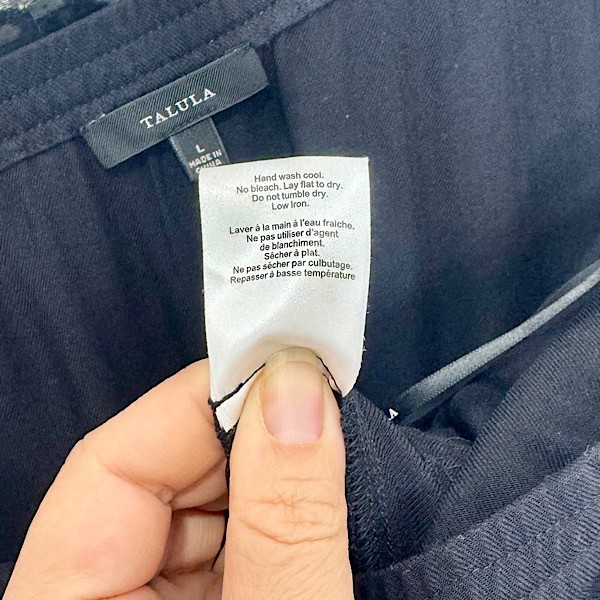 TALULA
L
MADE IN
CHINA
Hand wash cool.
No bleach. Lay flat to dry.
Do not tumble dry.
Low Iron.
Laver à la main à l'eau fraiche.
Ne pas utiliser d'agent
de blanchiment.
Sécher à plat.
Ne pas sécher par culbutage.
Repasser à basse température